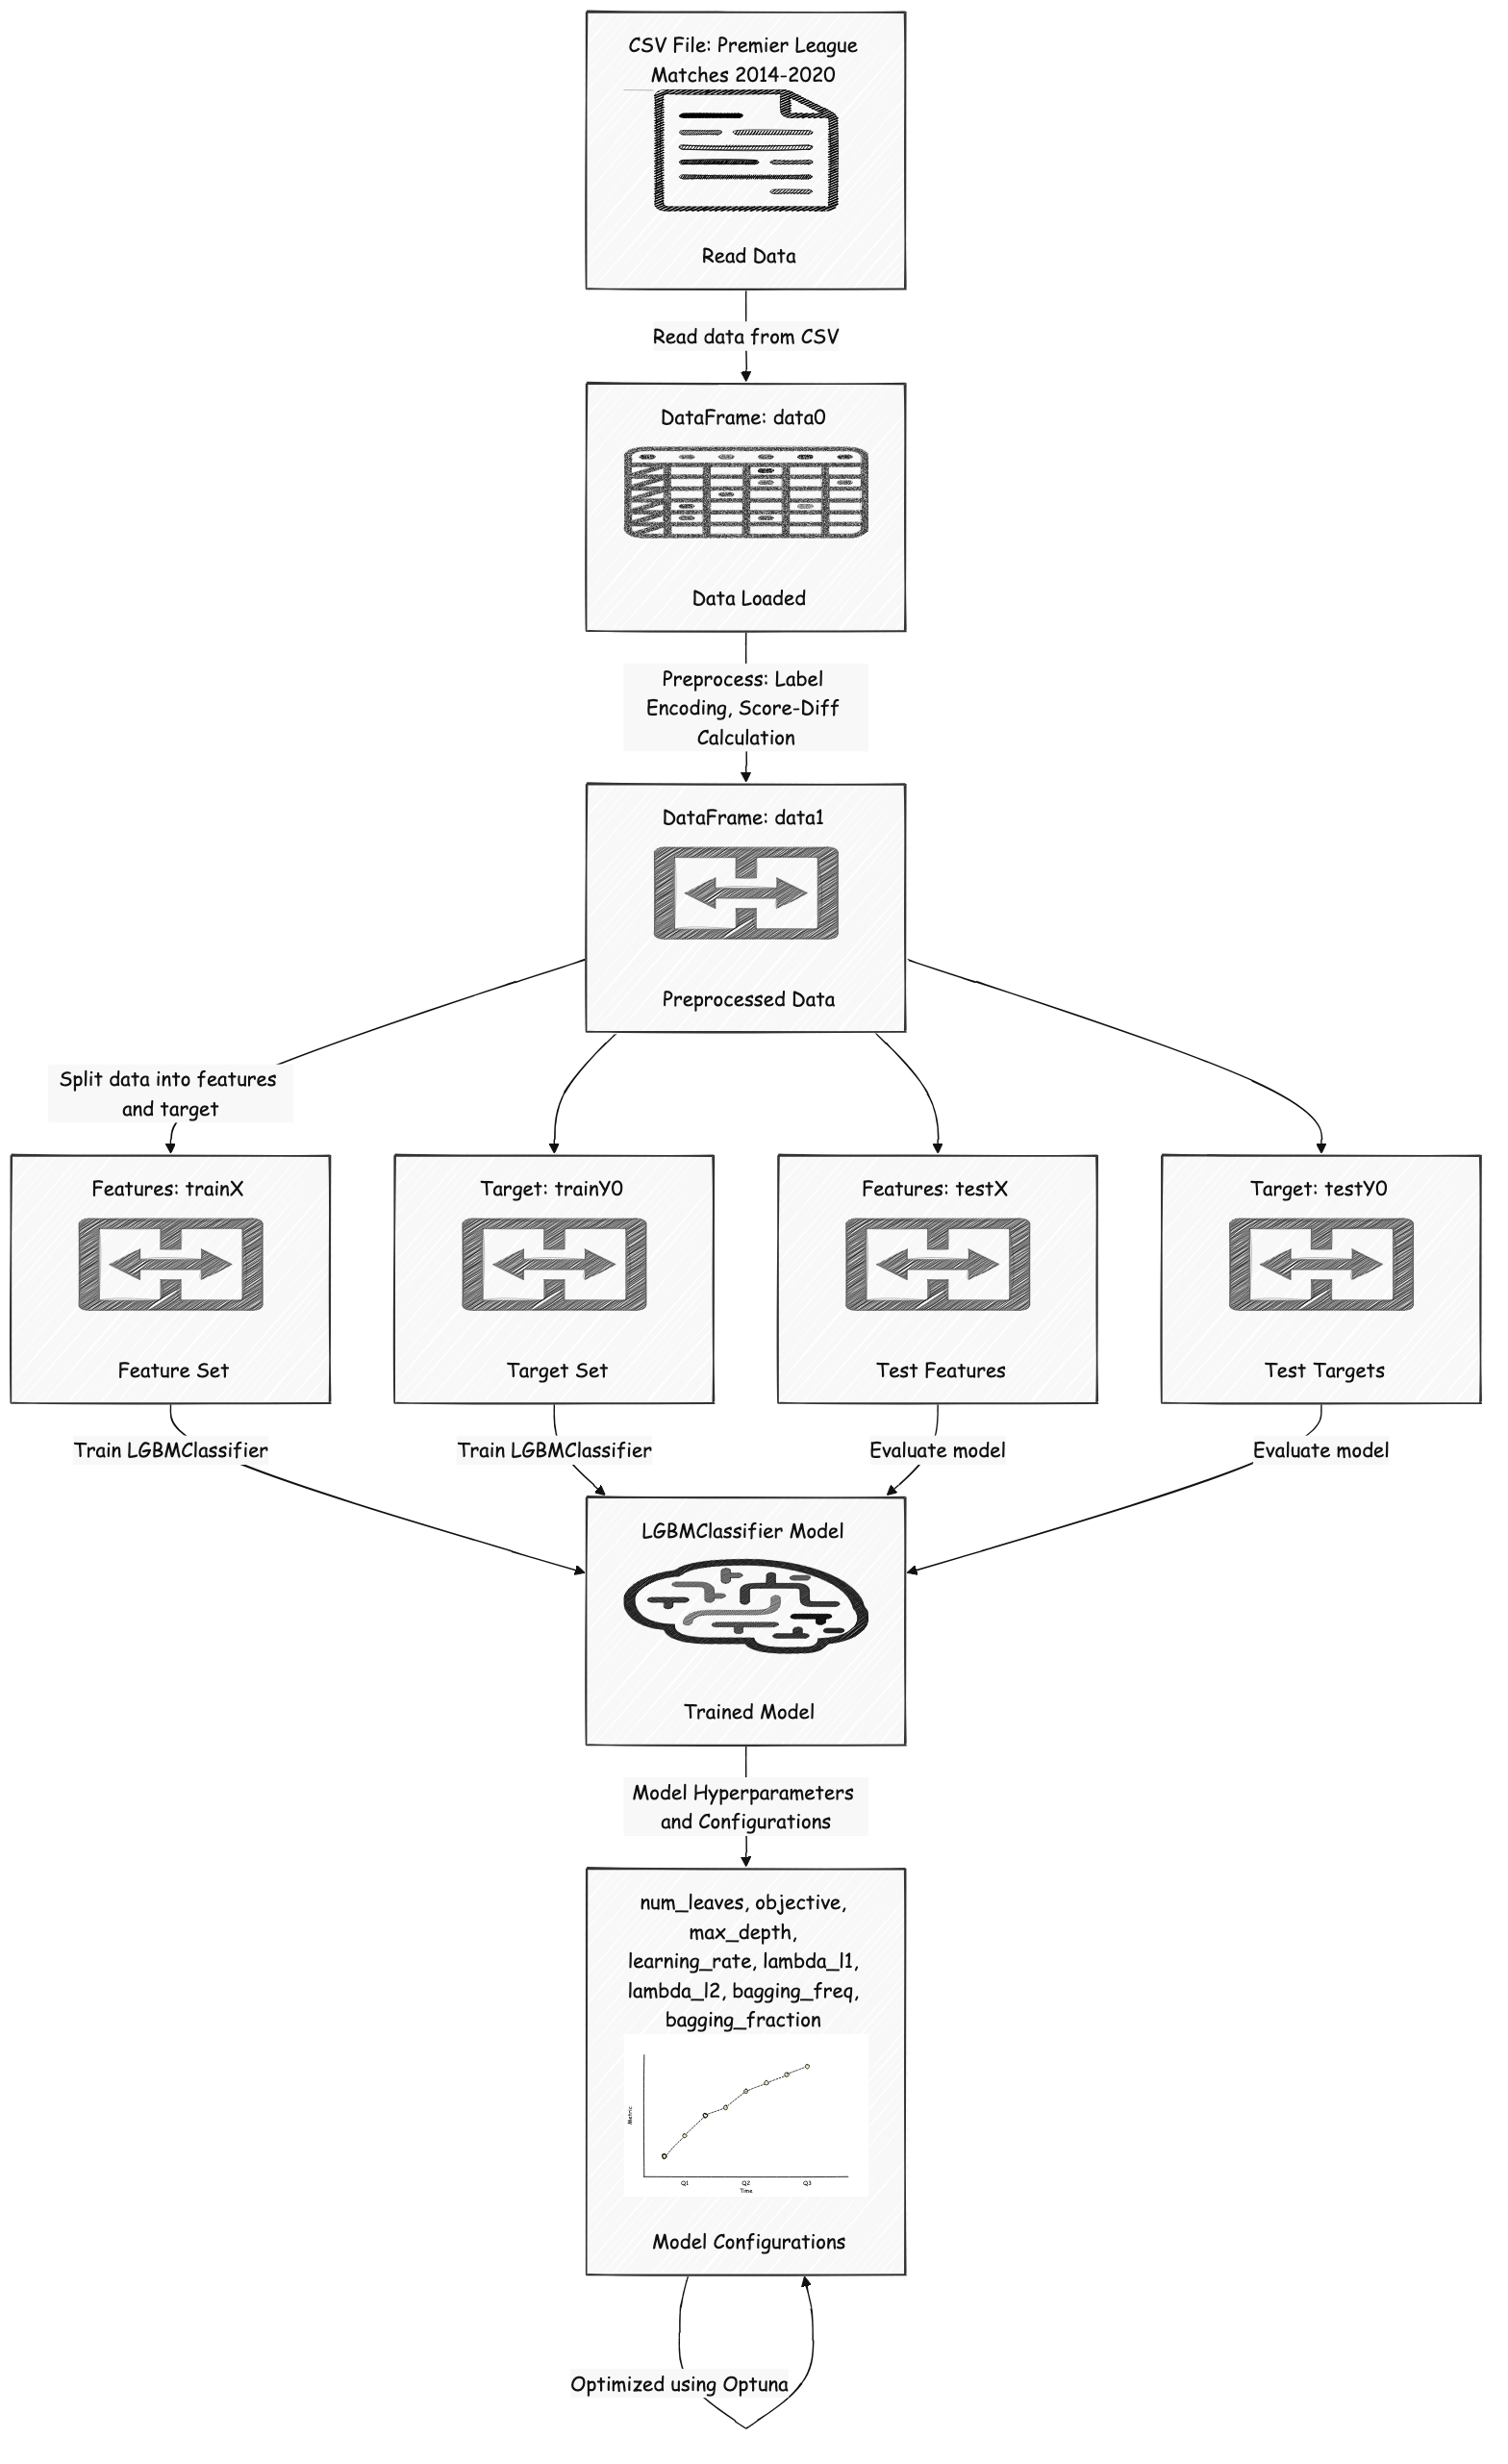 CSV File: Premier League
Matches 2014-2020
Read Data
Read data from CSV
DataFrame: data0
Data Loaded
Preprocess: Label
Encoding, Score-Diff
Calculation
DataFrame: data1
Preprocessed Data
Split data into features
and target
Features: trainX
Feature Set
Target: trainY0
Target Set
Features: testX
Test Features
Target: testY0
Test Targets
Train LGBMClassifier
Train LGBMClassifier
Evaluate model
Evaluate model
LGBMClassifier Model
Trained Model
Model Hyperparameters
and Configurations
num_leaves, objective,
max_depth,
learning_rate, lambda_l1,
lambda_l2, bagging_freq,
bagging_fraction
Metric
Q1
Q2
Q3
Time
Model Configurations
Optimized using Optuna